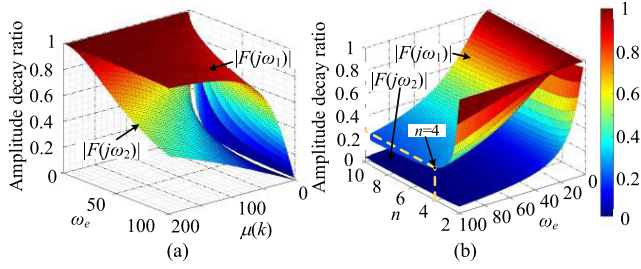 Amplitude decay ratio
1
0.8
0.6
0.4
0.2
0
|F(jω₁)|
|F(jω₂)|
50
100
ωₑ
200
100
0
μ(k)
(a)
Amplitude decay ratio
1
0.8
0.6
0.4
0.2
0
|F(jω₁)|
|F(jω₂)|
n=4
10
8
6
4
2
n
100
80
60
40
20
0
ωₑ
(b)
1
0.8
0.6
0.4
0.2
0